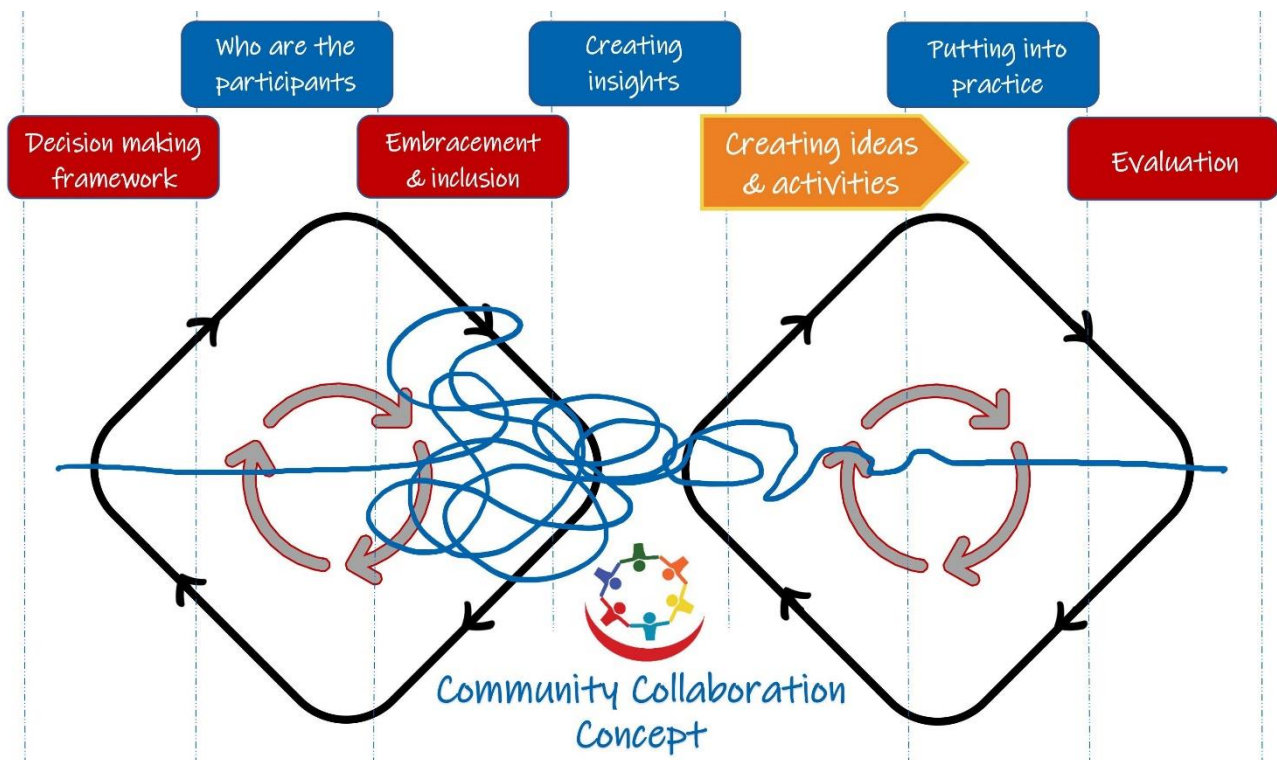 Who are the
participants
Creating
insights
Putting into
practice
Decision making
framework
Embracement
& inclusion
Creating ideas
& activities
Evaluation
Community Collaboration
Concept